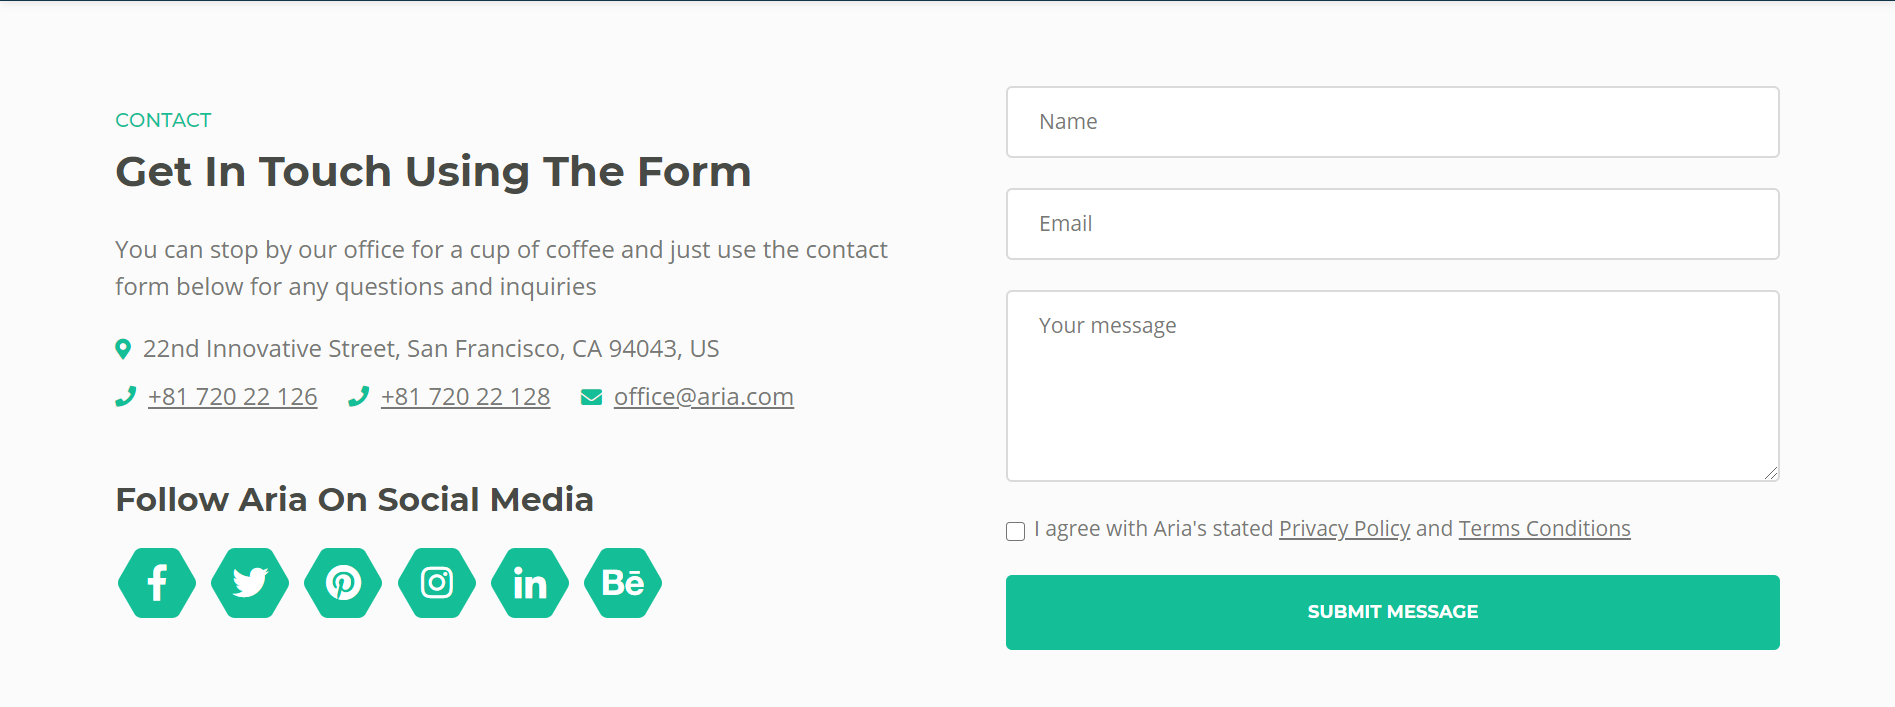 CONTACT
Get In Touch Using The Form
You can stop by our office for a cup of coffee and just use the contact
form below for any questions and inquiries
22nd Innovative Street, San Francisco, CA 94043, US
+81 720 22 126 +81 720 22 128 office@aria.com
Follow Aria On Social Media
f in Bē
Name
Email
Your message
I agree with Aria's stated Privacy Policy and Terms Conditions
SUBMIT MESSAGE